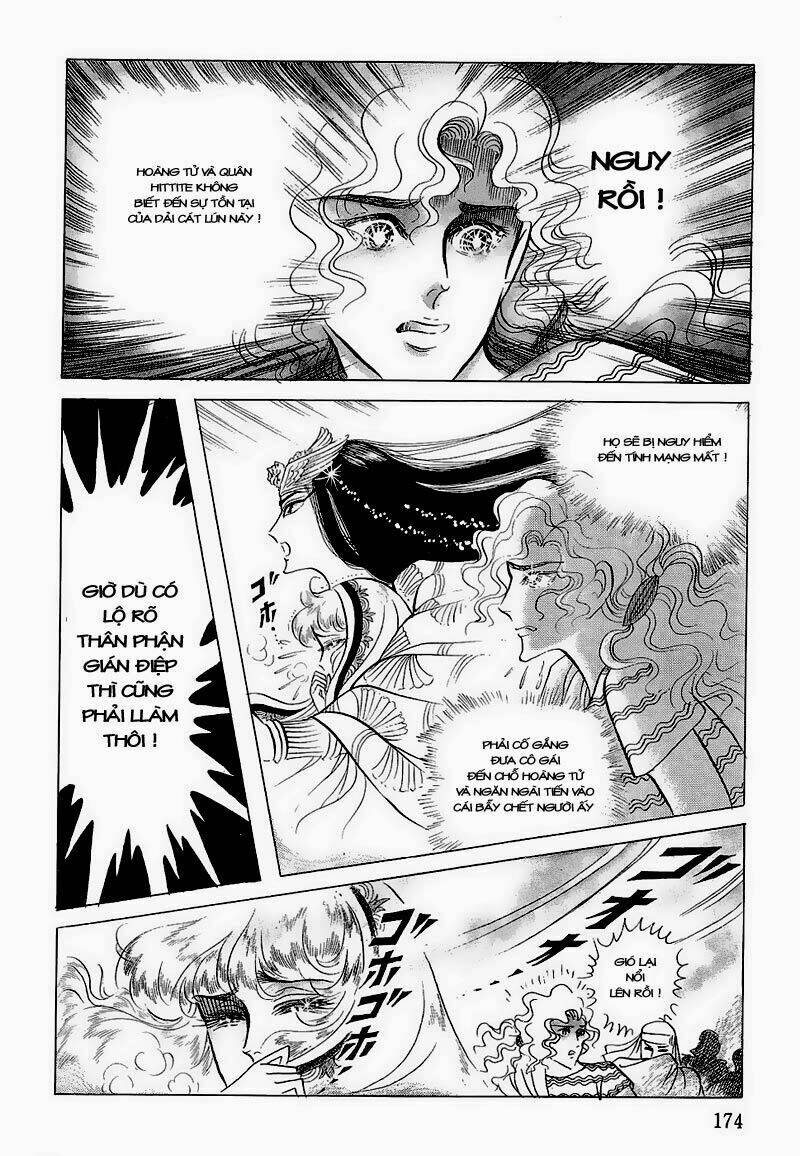 HOÀNG TỬ VÀ QUÂN
HITTITE KHÔNG
BIẾT ĐẾN SỰ TỒN TẠI
CỦA DẢI CÁT LÚN NÀY !
NGUY
RỒI !
HỌ SẼ BỊ NGUY HIỂM
ĐẾN TÍNH MẠNG MẤT !
GIỜ DÙ CÓ
LỘ RÕ
THÂN PHẬN
GIÁN ĐIỆP
THÌ CŨNG
PHẢI LLÀM
THÔI !
ゴホ
PHẢI CỐ GẮNG
ĐƯA CÔ GÁI
ĐẾN CHỖ HOÀNG TỬ
VÀ NGĂN NGÀI TIẾN VÀO
CÁI BẪY CHẾT NGƯỜI ẤY
ゴオオ
ゴホゴホ
GIÓ LẠI
NỔI
LÊN RỒI !
174